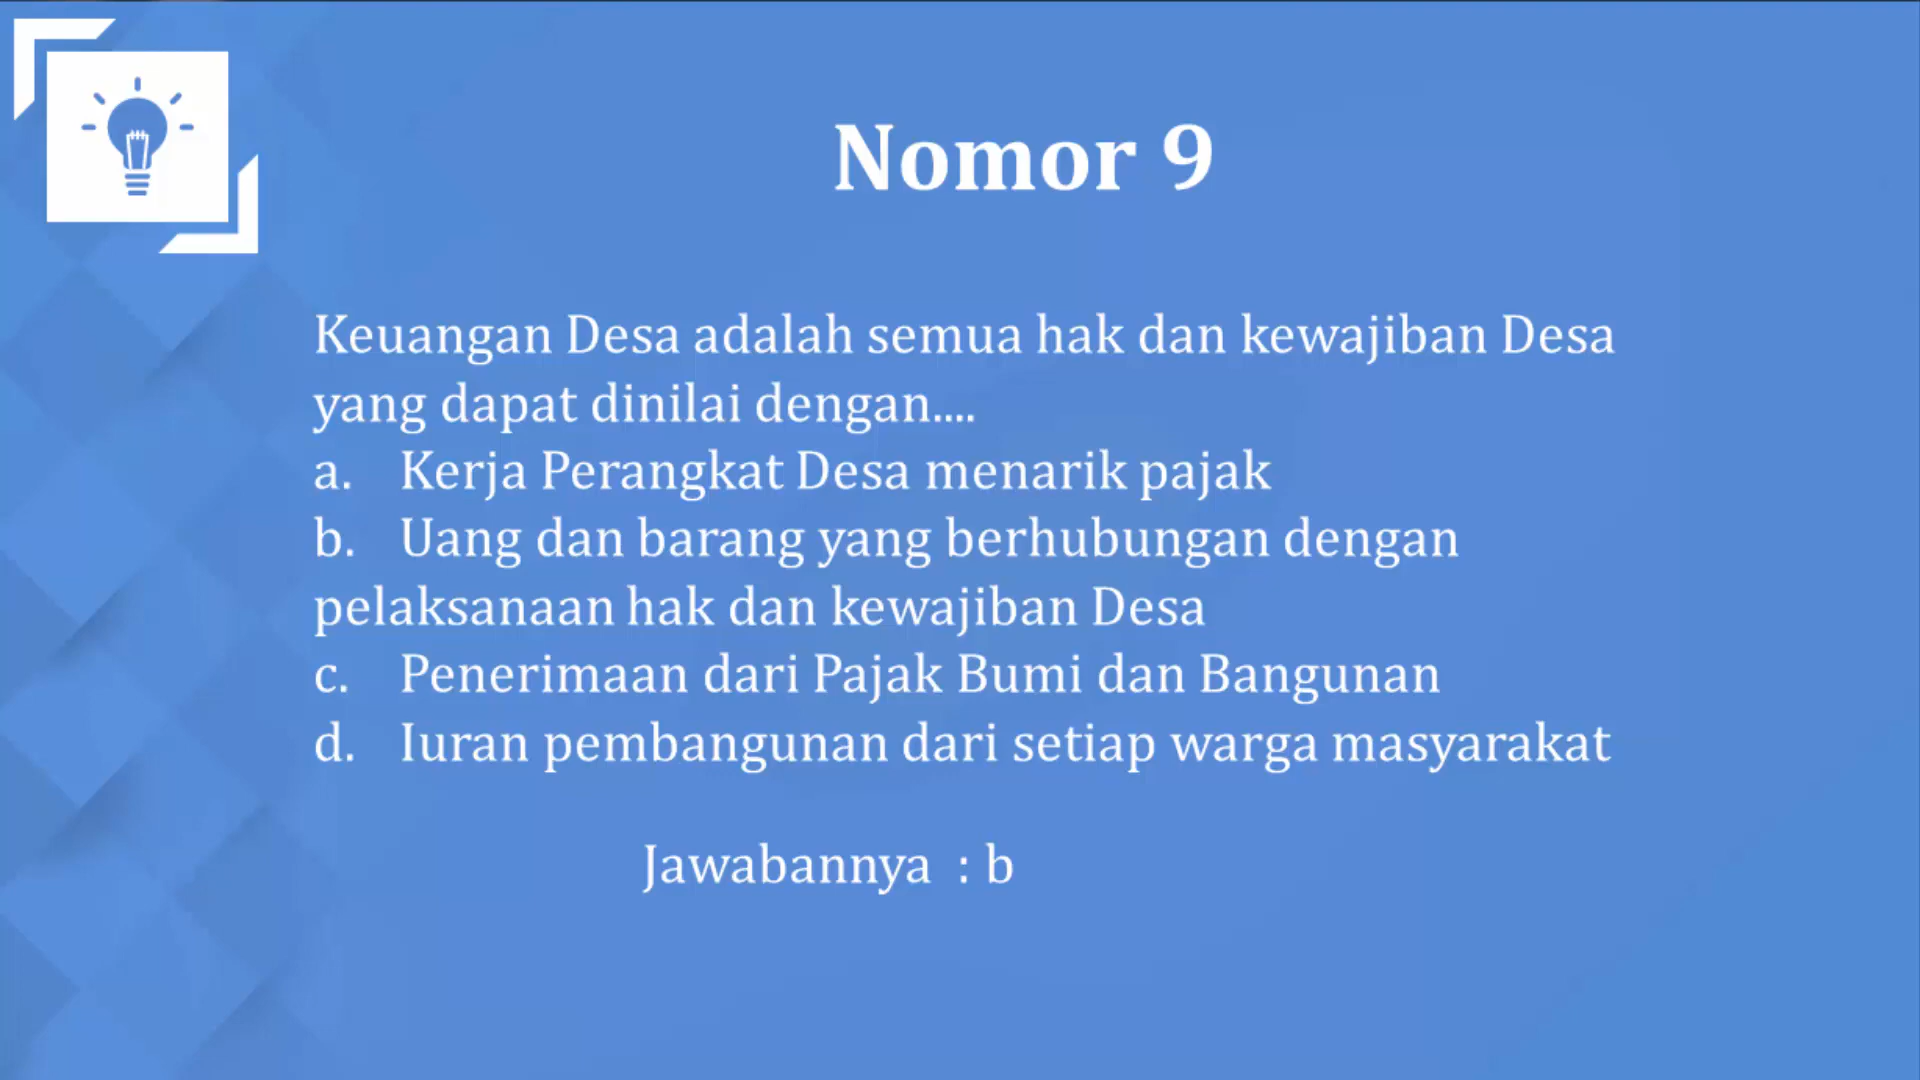 Nomor 9
Keuangan Desa adalah semua hak dan kewajiban Desa
yang dapat dinilai dengan....
a. Kerja Perangkat Desa menarik pajak
b. Uang dan barang yang berhubungan dengan
pelaksanaan hak dan kewajiban Desa
c. Penerimaan dari Pajak Bumi dan Bangunan
d. Iuran pembangunan dari setiap warga masyarakat
Jawabannya : b